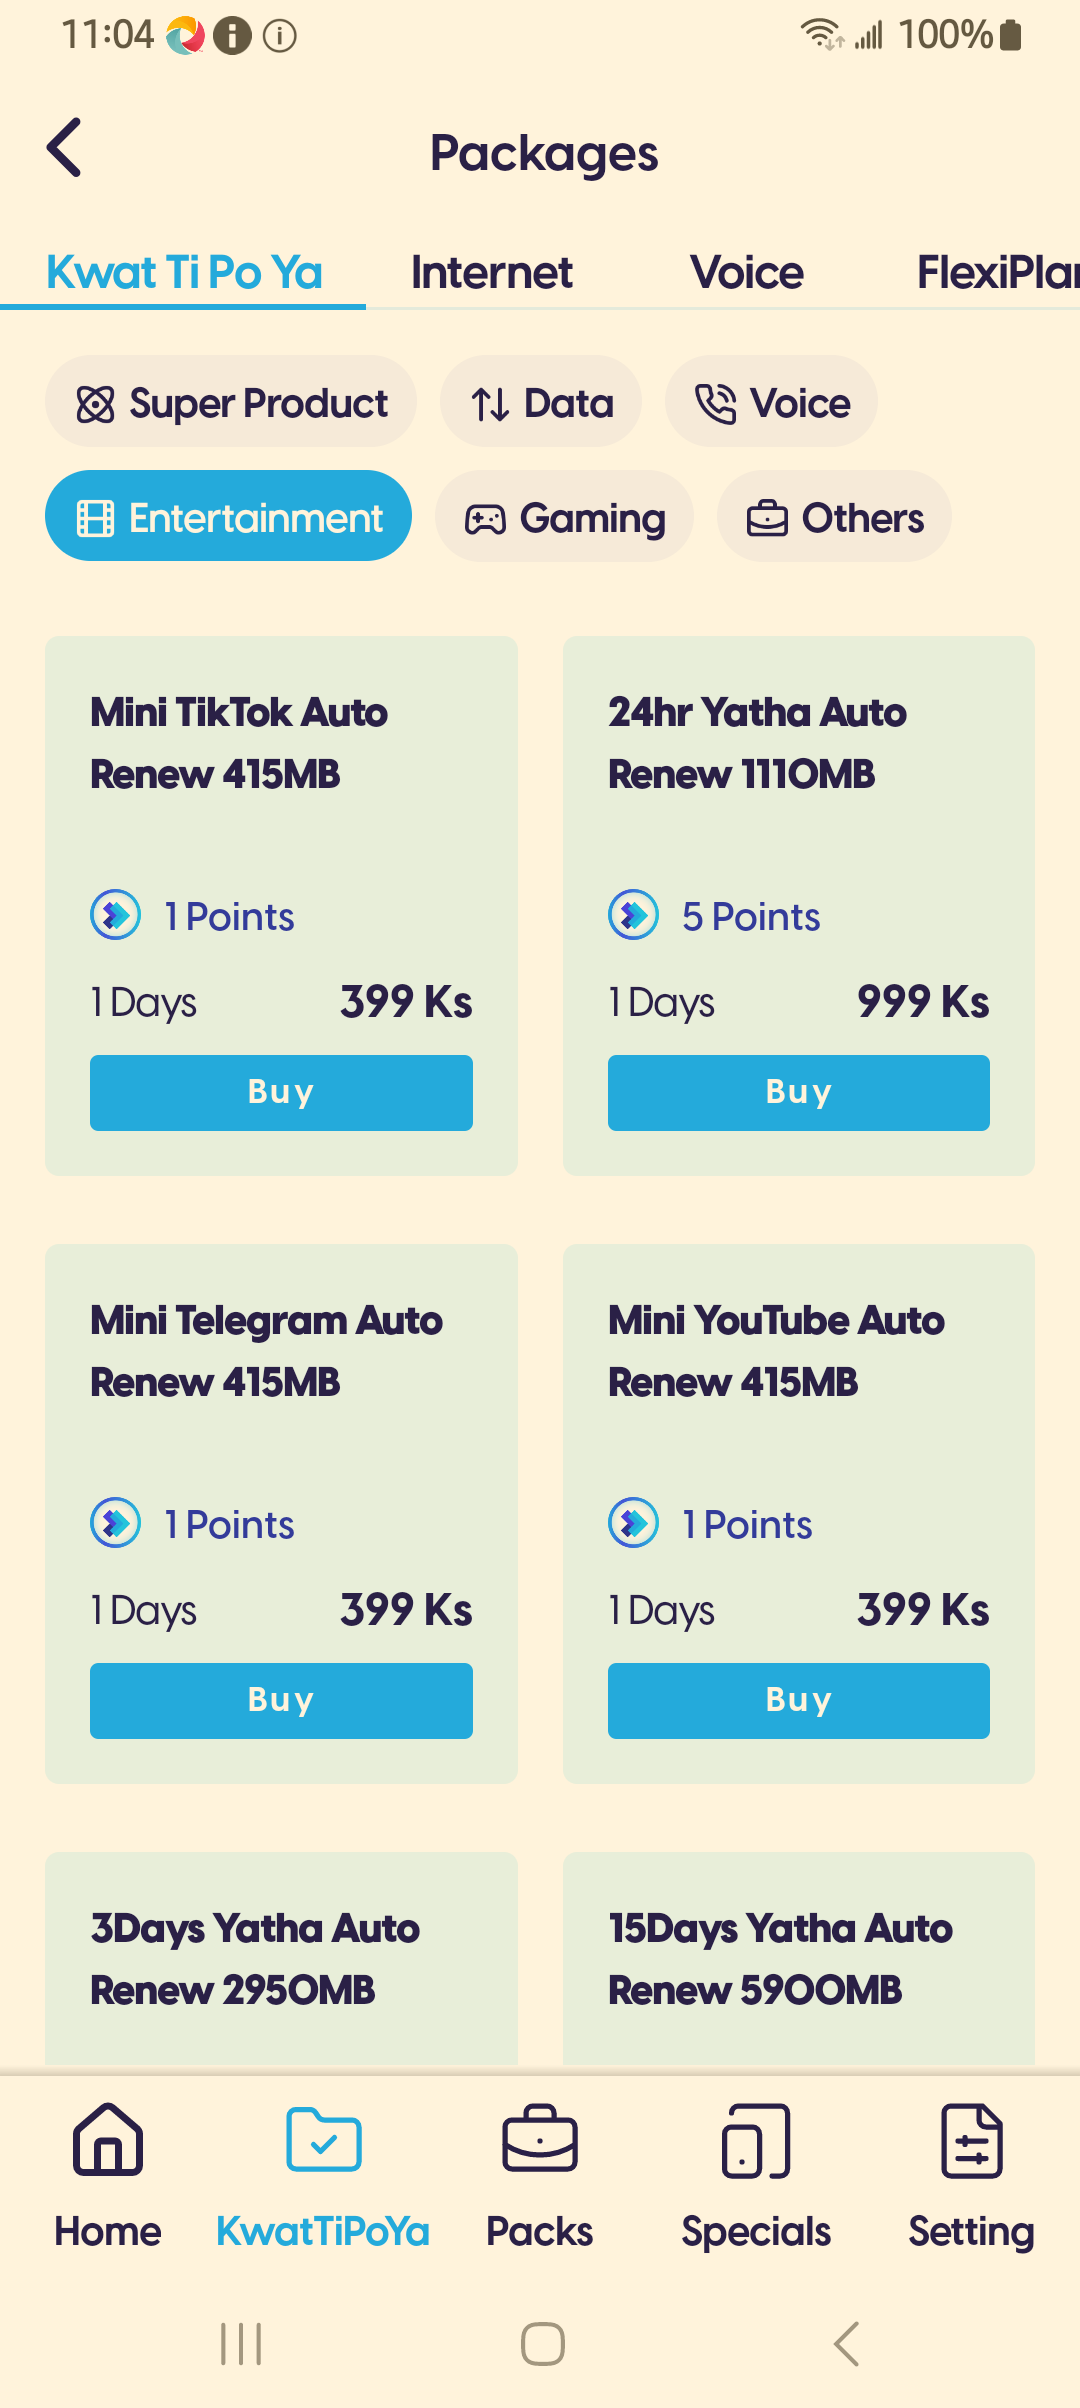 11:04
100%
Packages
Kwat Ti Po Ya Internet Voice FlexiPlan
Super Product Data Voice
Entertainment Gaming Others
Mini TikTok Auto
Renew 415MB
1 Points
1 Days 399 Ks
Buy
24hr Yatha Auto
Renew 1110MB
5 Points
1 Days 999 Ks
Buy
Mini Telegram Auto
Renew 415MB
1 Points
1 Days 399 Ks
Buy
Mini YouTube Auto
Renew 415MB
1 Points
1 Days 399 Ks
Buy
3Days Yatha Auto
Renew 2950MB
15Days Yatha Auto
Renew 5900MB
Home KwatTiPoYa Packs Specials Setting